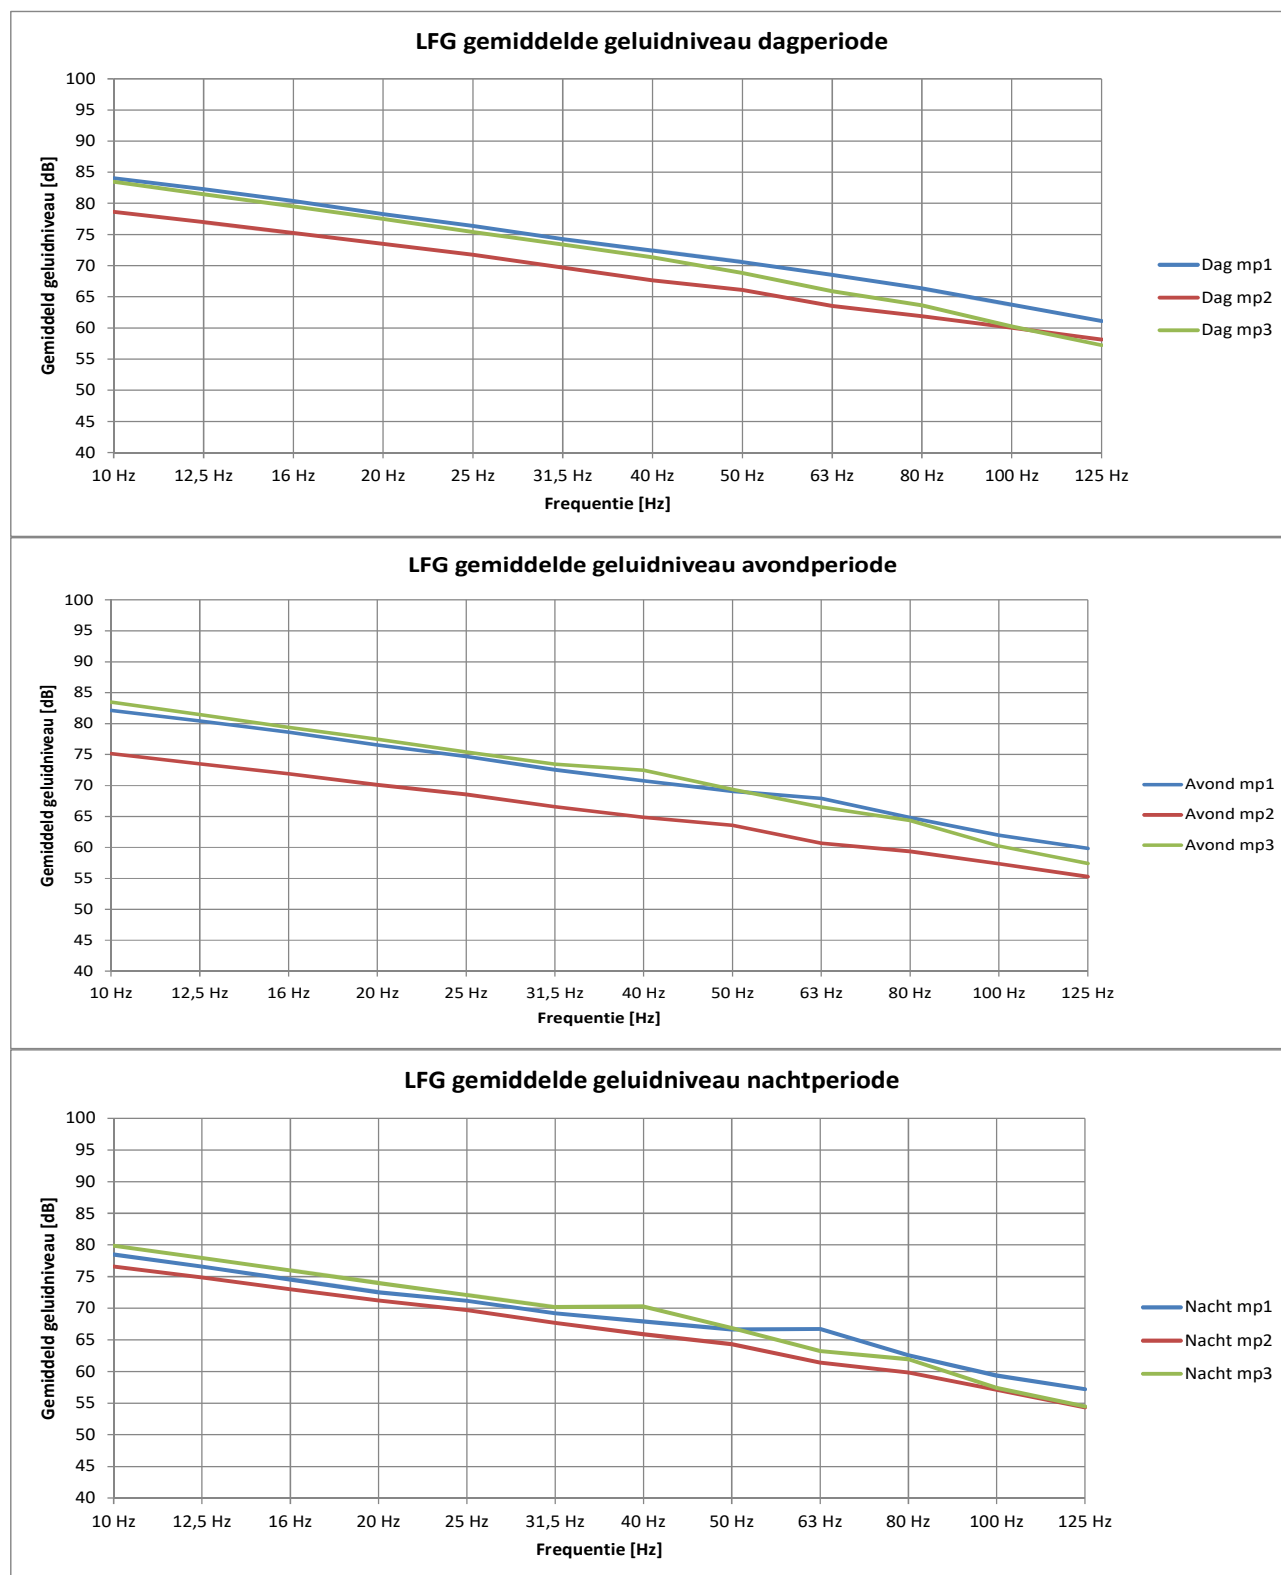 LFG gemiddelde geluidniveau dagperiode
Gemiddeld geluidniveau [dB]
100
95
90
85
80
75
70
65
60
55
50
45
40
10 Hz 12,5 Hz 16 Hz 20 Hz 25 Hz 31,5 Hz 40 Hz 50 Hz 63 Hz 80 Hz 100 Hz 125 Hz
Frequentie [Hz]
Dag mp1
Dag mp2
Dag mp3
LFG gemiddelde geluidniveau avondperiode
Gemiddeld geluidniveau [dB]
100
95
90
85
80
75
70
65
60
55
50
45
40
10 Hz 12,5 Hz 16 Hz 20 Hz 25 Hz 31,5 Hz 40 Hz 50 Hz 63 Hz 80 Hz 100 Hz 125 Hz
Frequentie [Hz]
Avond mp1
Avond mp2
Avond mp3
LFG gemiddelde geluidniveau nachtperiode
Gemiddeld geluidniveau [dB]
100
95
90
85
80
75
70
65
60
55
50
45
40
10 Hz 12,5 Hz 16 Hz 20 Hz 25 Hz 31,5 Hz 40 Hz 50 Hz 63 Hz 80 Hz 100 Hz 125 Hz
Frequentie [Hz]
Nacht mp1
Nacht mp2
Nacht mp3